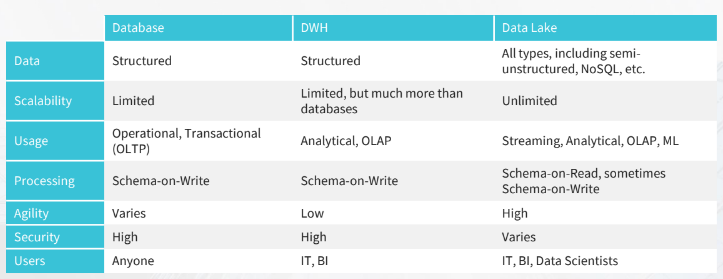 Database DWH Data Lake
Data Structured Structured All types, including semi-
unstructured, NoSQL, etc.
Scalability Limited Limited, but much more than
databases Unlimited
Usage Operational, Transactional
(OLTP) Analytical, OLAP Streaming, Analytical, OLAP, ML
Processing Schema-on-Write Schema-on-Write Schema-on-Read, sometimes
Schema-on-Write
Agility Varies Low High
Security High High Varies
Users Anyone IT, BI IT, BI, Data Scientists